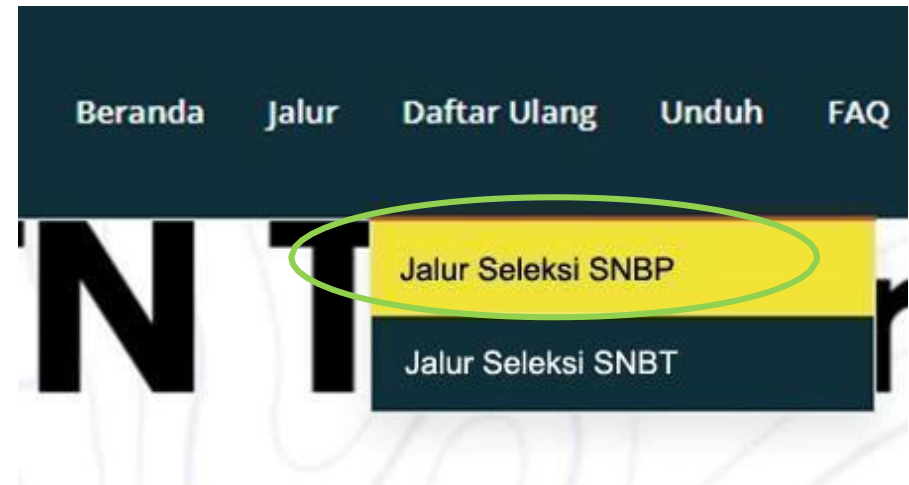 Beranda Jalur Daftar Ulang Unduh FAQ
Jalur Seleksi SNBP
N T
Jalur Seleksi SNBT